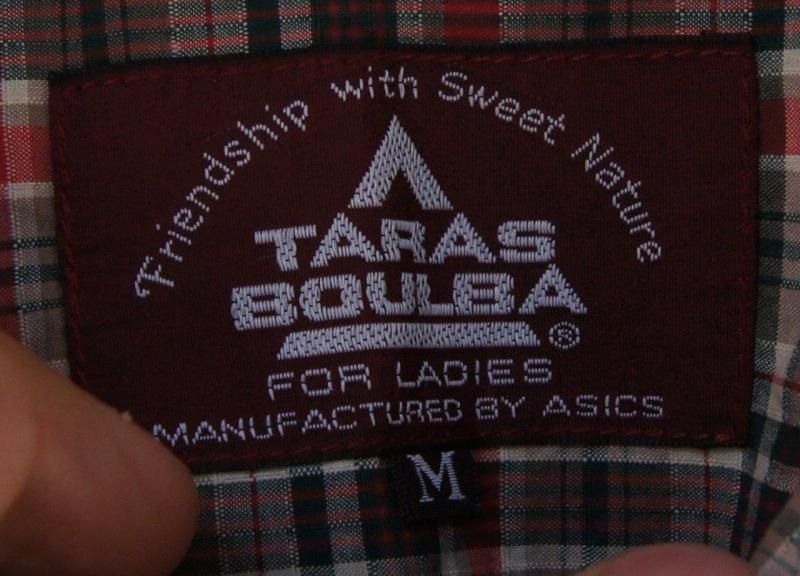 Friendship with Sweet Nature
TARAS
BOULBA
®
FOR LADIES
MANUFACTURED BY ASICS
M